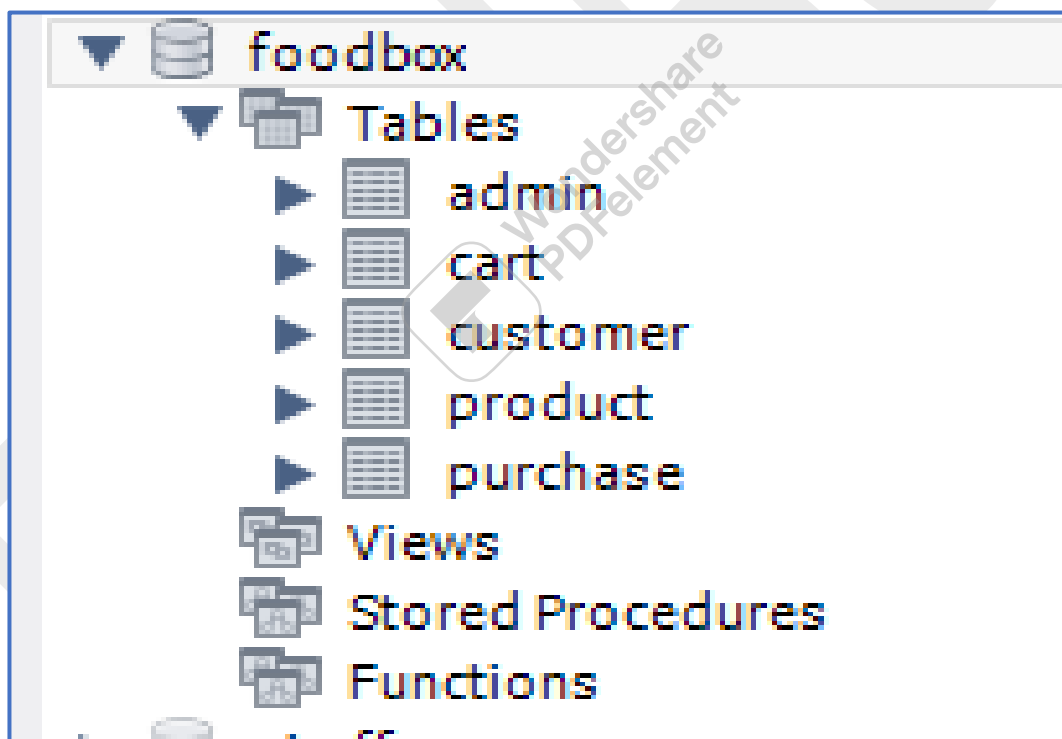 foodbox
Tables
admin
cart
customer
product
purchase
Views
Stored Procedures
Functions
Wondershare
PDFelement